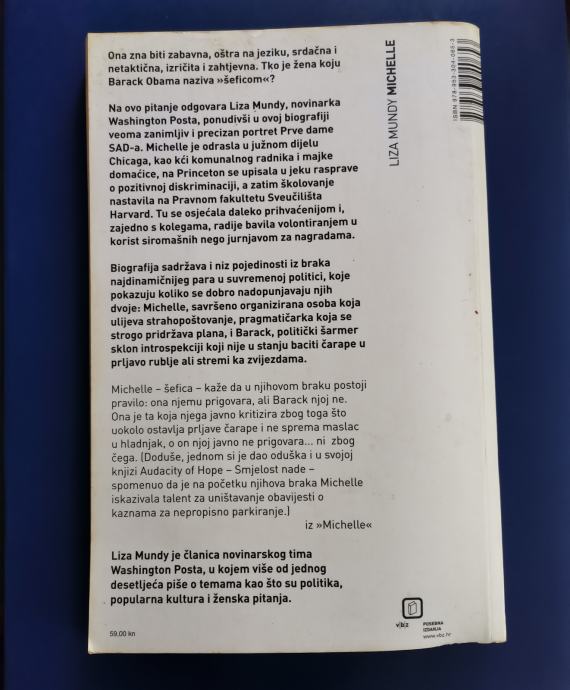 Ona zna biti zabavna, oštra na jeziku, srdačna i
netaktična, izričita i zahtjevna. Tko je žena koju
Barack Obama naziva »šeficom«?
Na ovo pitanje odgovara Liza Mundy, novinarka
Washington Posta, ponudivši u ovoj biografiji
veoma zanimljiv i precizan portret Prve dame
SAD-a. Michelle je odrasla u južnom dijelu
Chicaga, kao kći komunalnog radnika i majke
domaćice, na Princeton se upisala u jeku rasprave
o pozitivnoj diskriminaciji, a zatim školovanje
nastavila na Pravnom fakultetu Sveučilišta
Harvard. Tu se osjećala daleko prihvaćenijom i,
zajedno s kolegama, radije bavila volontiranjem u
korist siromašnih nego jurnjavom za nagradama.
Biografija sadržava i niz pojedinosti iz braka
najdinamičnijeg para u suvremenoj politici, koje
pokazuju koliko se dobro nadopunjavaju njih
dvoje: Michelle, savršeno organizirana osoba koja
ulijeva strahopoštovanje, pragmatičarka koja se
strogo pridržava plana, i Barack, politički šarmer
sklon introspekciji koji nije u stanju baciti čarape u
prljavo rublje ali stremi ka zvijezdama.
Michelle – šefica – kaže da u njihovom braku postoji
pravilo: ona njemu prigovara, ali Barack njoj ne.
Ona je ta koja njega javno kritizira zbog toga što
uokolo ostavlja prljave čarape i ne sprema maslac
u hladnjak, o on njoj javno ne prigovara... ni zbog
čega. (Doduše, jednom si je dao oduška i u svojoj
knjizi Audacity of Hope – Smjelost nade –
spomenuo da je na početku njihova braka Michelle
iskazivala talent za uništavanje obavijesti o
kaznama za nepropisno parkiranje.)
iz »Michelle«
Liza Mundy je članica novinarskog tima
Washington Posta, u kojem više od jednog
desetljeća piše o temama kao što su politika,
popularna kultura i ženska pitanja.
59,00 kn
LIZA MUNDY MICHELLE
ISBN 978-953-304-065-3
v|b|z
POSEBNA
IZDANJA
www.vbz.hr